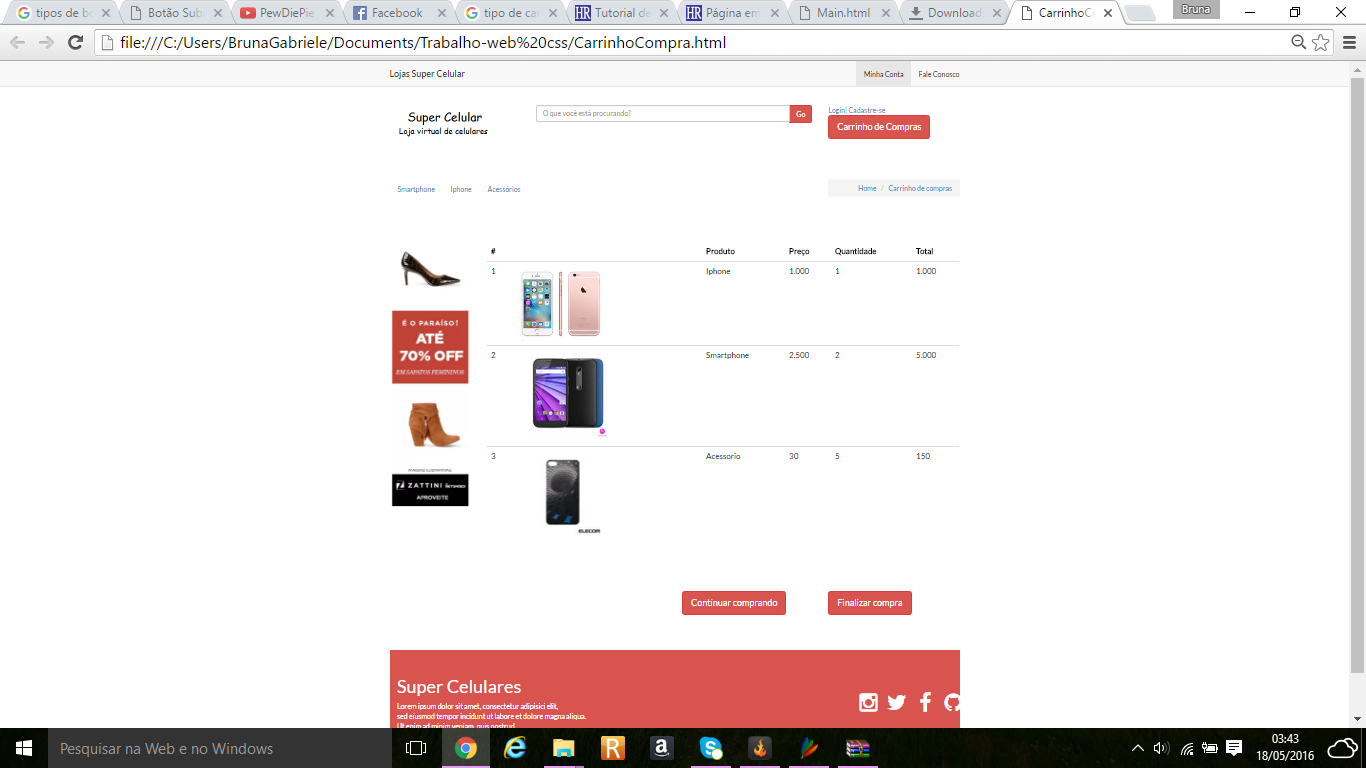 tipos de bo
Botão Sub
PewDiePie
Facebook
tipo de ca
Tutorial de
Página em
Main.html
Download
CarrinhoC
Bruna
file:///C:/Users/BrunaGabriele/Documents/Trabalho-web%20css/CarrinhoCompra.html
Lojas Super Celular
Minha Conta
Fale Conosco
Super Celular
Loja virtual de celulares
O que você está procurando?
Go
Login| Cadastre-se
Carrinho de Compras
Smartphone
Iphone
Acessórios
Home / Carrinho de compras
# Produto Preço Quantidade Total
1 Iphone 1.000 1 1.000
2 Smartphone 2.500 2 5.000
3 Acessorio 30 5 150
É O PARAÍSO!
ATÉ
70% OFF
EM SAPATOS FEMININOS
IMAGENS ILUSTRATIVAS
ZATTINI
APROVEITE
ELECOM
Continuar comprando
Finalizar compra
Super Celulares
Lorem ipsum dolor sit amet, consectetur adipisici elit,
sed eiusmod tempor incidunt ut labore et dolore magna aliqua.
Ut enim ad minim veniam, quis nostrud
Pesquisar na Web e no Windows
03:43
18/05/2016